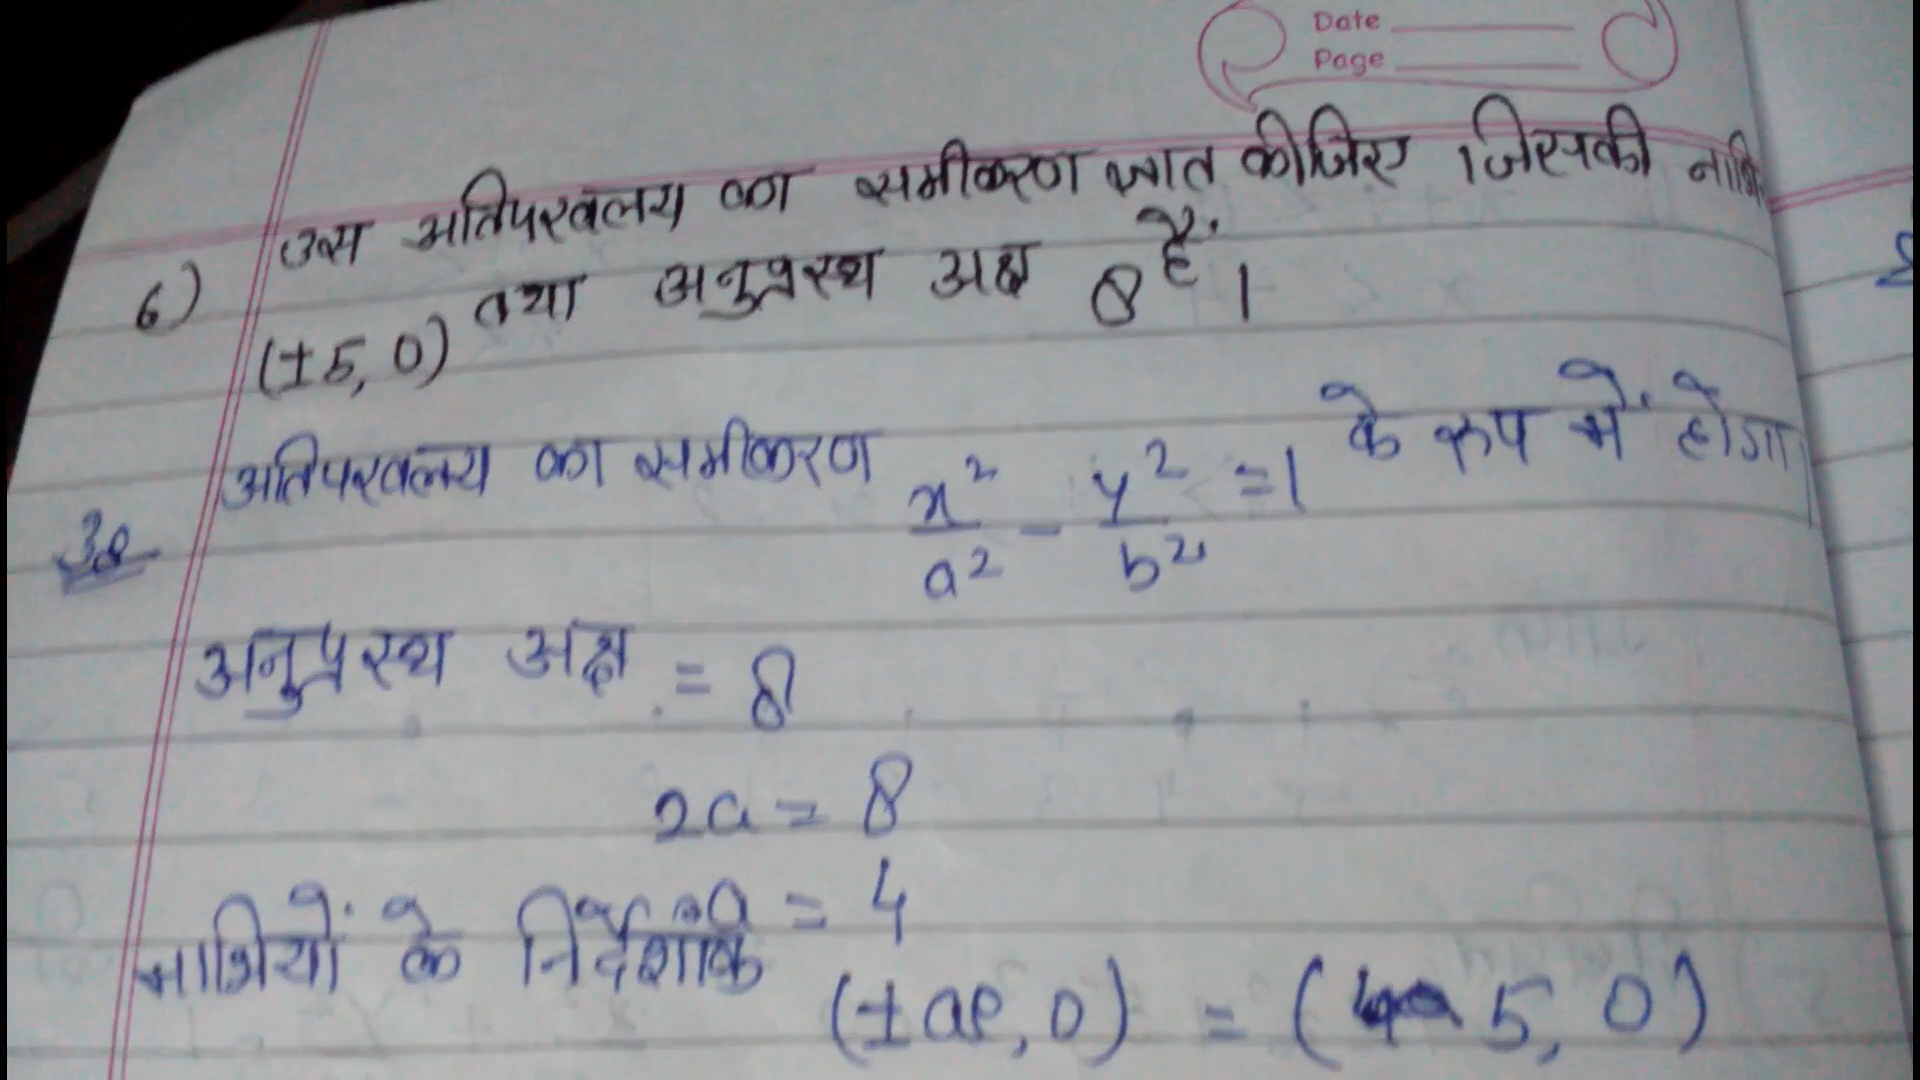 Date
Page
6) उस अतिपरवलय का समीकरण ज्ञात कीजिए जिसकी नाभि
(±5, 0) तथा अनुप्रस्थ अक्ष 8 हैं।
उ० अतिपरवलय का समीकरण x²/a² - y²/b² = 1 के रूप में होगा
अनुप्रस्थ अक्ष = 8
2a = 8
a = 4
नाभियों के निर्देशांक (±ae, 0) = ( 5, 0)